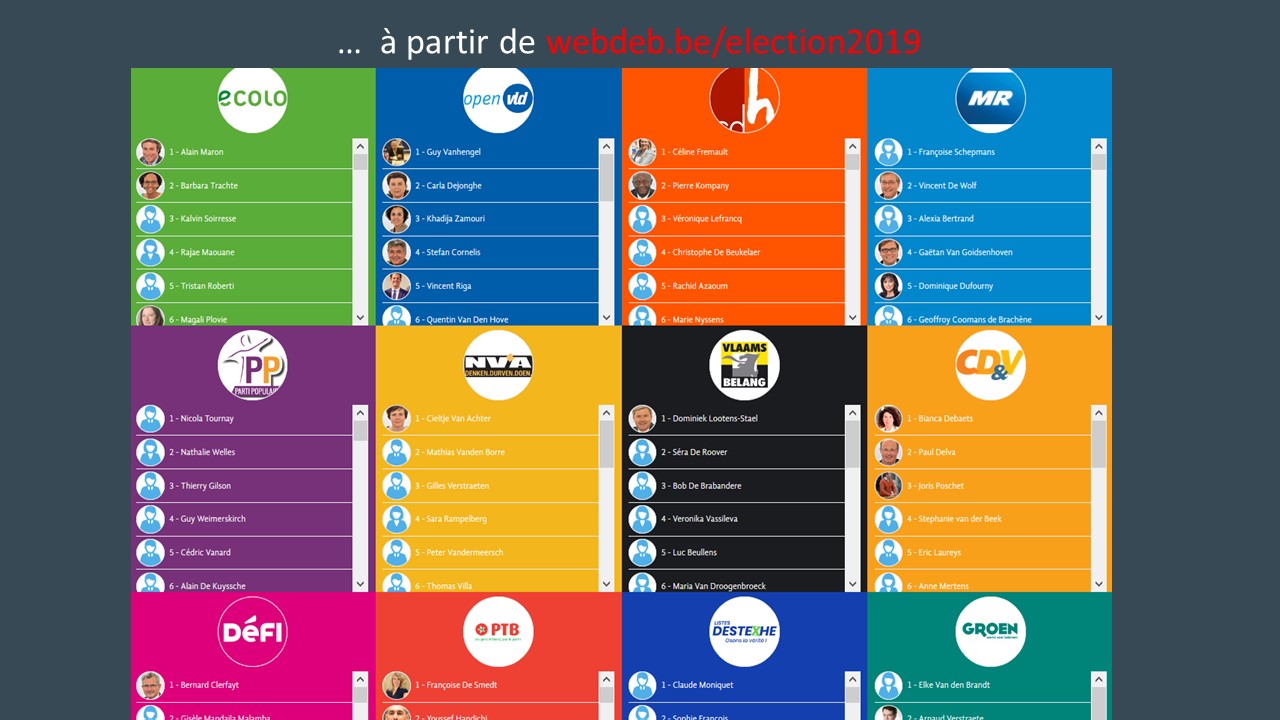 ... à partir de webdeb.be/election2019
ecolo
1 - Alain Maron
2 - Barbara Trachte
3 - Kalvin Soirresse
4 - Rajae Maouane
5 - Tristan Roberti
6 - Magali Plovie
open vld
1 - Guy Vanhengel
2 - Carla Dejonghe
3 - Khadija Zamouri
4 - Stefan Cornelis
5 - Vincent Riga
6 - Quentin Van Den Hove
cdh
1 - Céline Fremault
2 - Pierre Kompany
3 - Véronique Lefrancq
4 - Christophe De Beukelaer
5 - Rachid Azaoum
6 - Marie Nyssens
MR
1 - Françoise Schepmans
2 - Vincent De Wolf
3 - Alexia Bertrand
4 - Gaëtan Van Goidsenhoven
5 - Dominique Dufourny
6 - Geoffroy Coomans de Brachène
PP
PARTI POPULAIRE
1 - Nicola Tournay
2 - Nathalie Welles
3 - Thierry Gilson
4 - Guy Weimerskirch
5 - Cédric Vanard
6 - Alain De Kuyssche
N-VA
DENKEN.DURVEN.DOEN.
1 - Cieltje Van Achter
2 - Mathias Vanden Borre
3 - Gilles Verstraeten
4 - Sara Rampelberg
5 - Peter Vandermeersch
6 - Thomas Villa
VLAAMS
BELANG
1 - Dominiek Lootens-Stael
2 - Séra De Roover
3 - Bob De Brabandere
4 - Veronika Vassileva
5 - Luc Beullens
6 - Maria Van Droogenbroeck
CD&V
1 - Bianca Debaets
2 - Paul Delva
3 - Joris Poschet
4 - Stephanie van der Beek
5 - Eric Laureys
6 - Anne Mertens
DéFI
1 - Bernard Clerfayt
2 - Gisèle Mandaila Malamba
PTB
1 - Françoise De Smedt
2 - Youssef Handichi
LISTES
DESTEXHE
Osons la vérité !
1 - Claude Moniquet
2 - Sophie François
GROEN
1 - Elke Van den Brandt
2 - Arnaud Verstraete